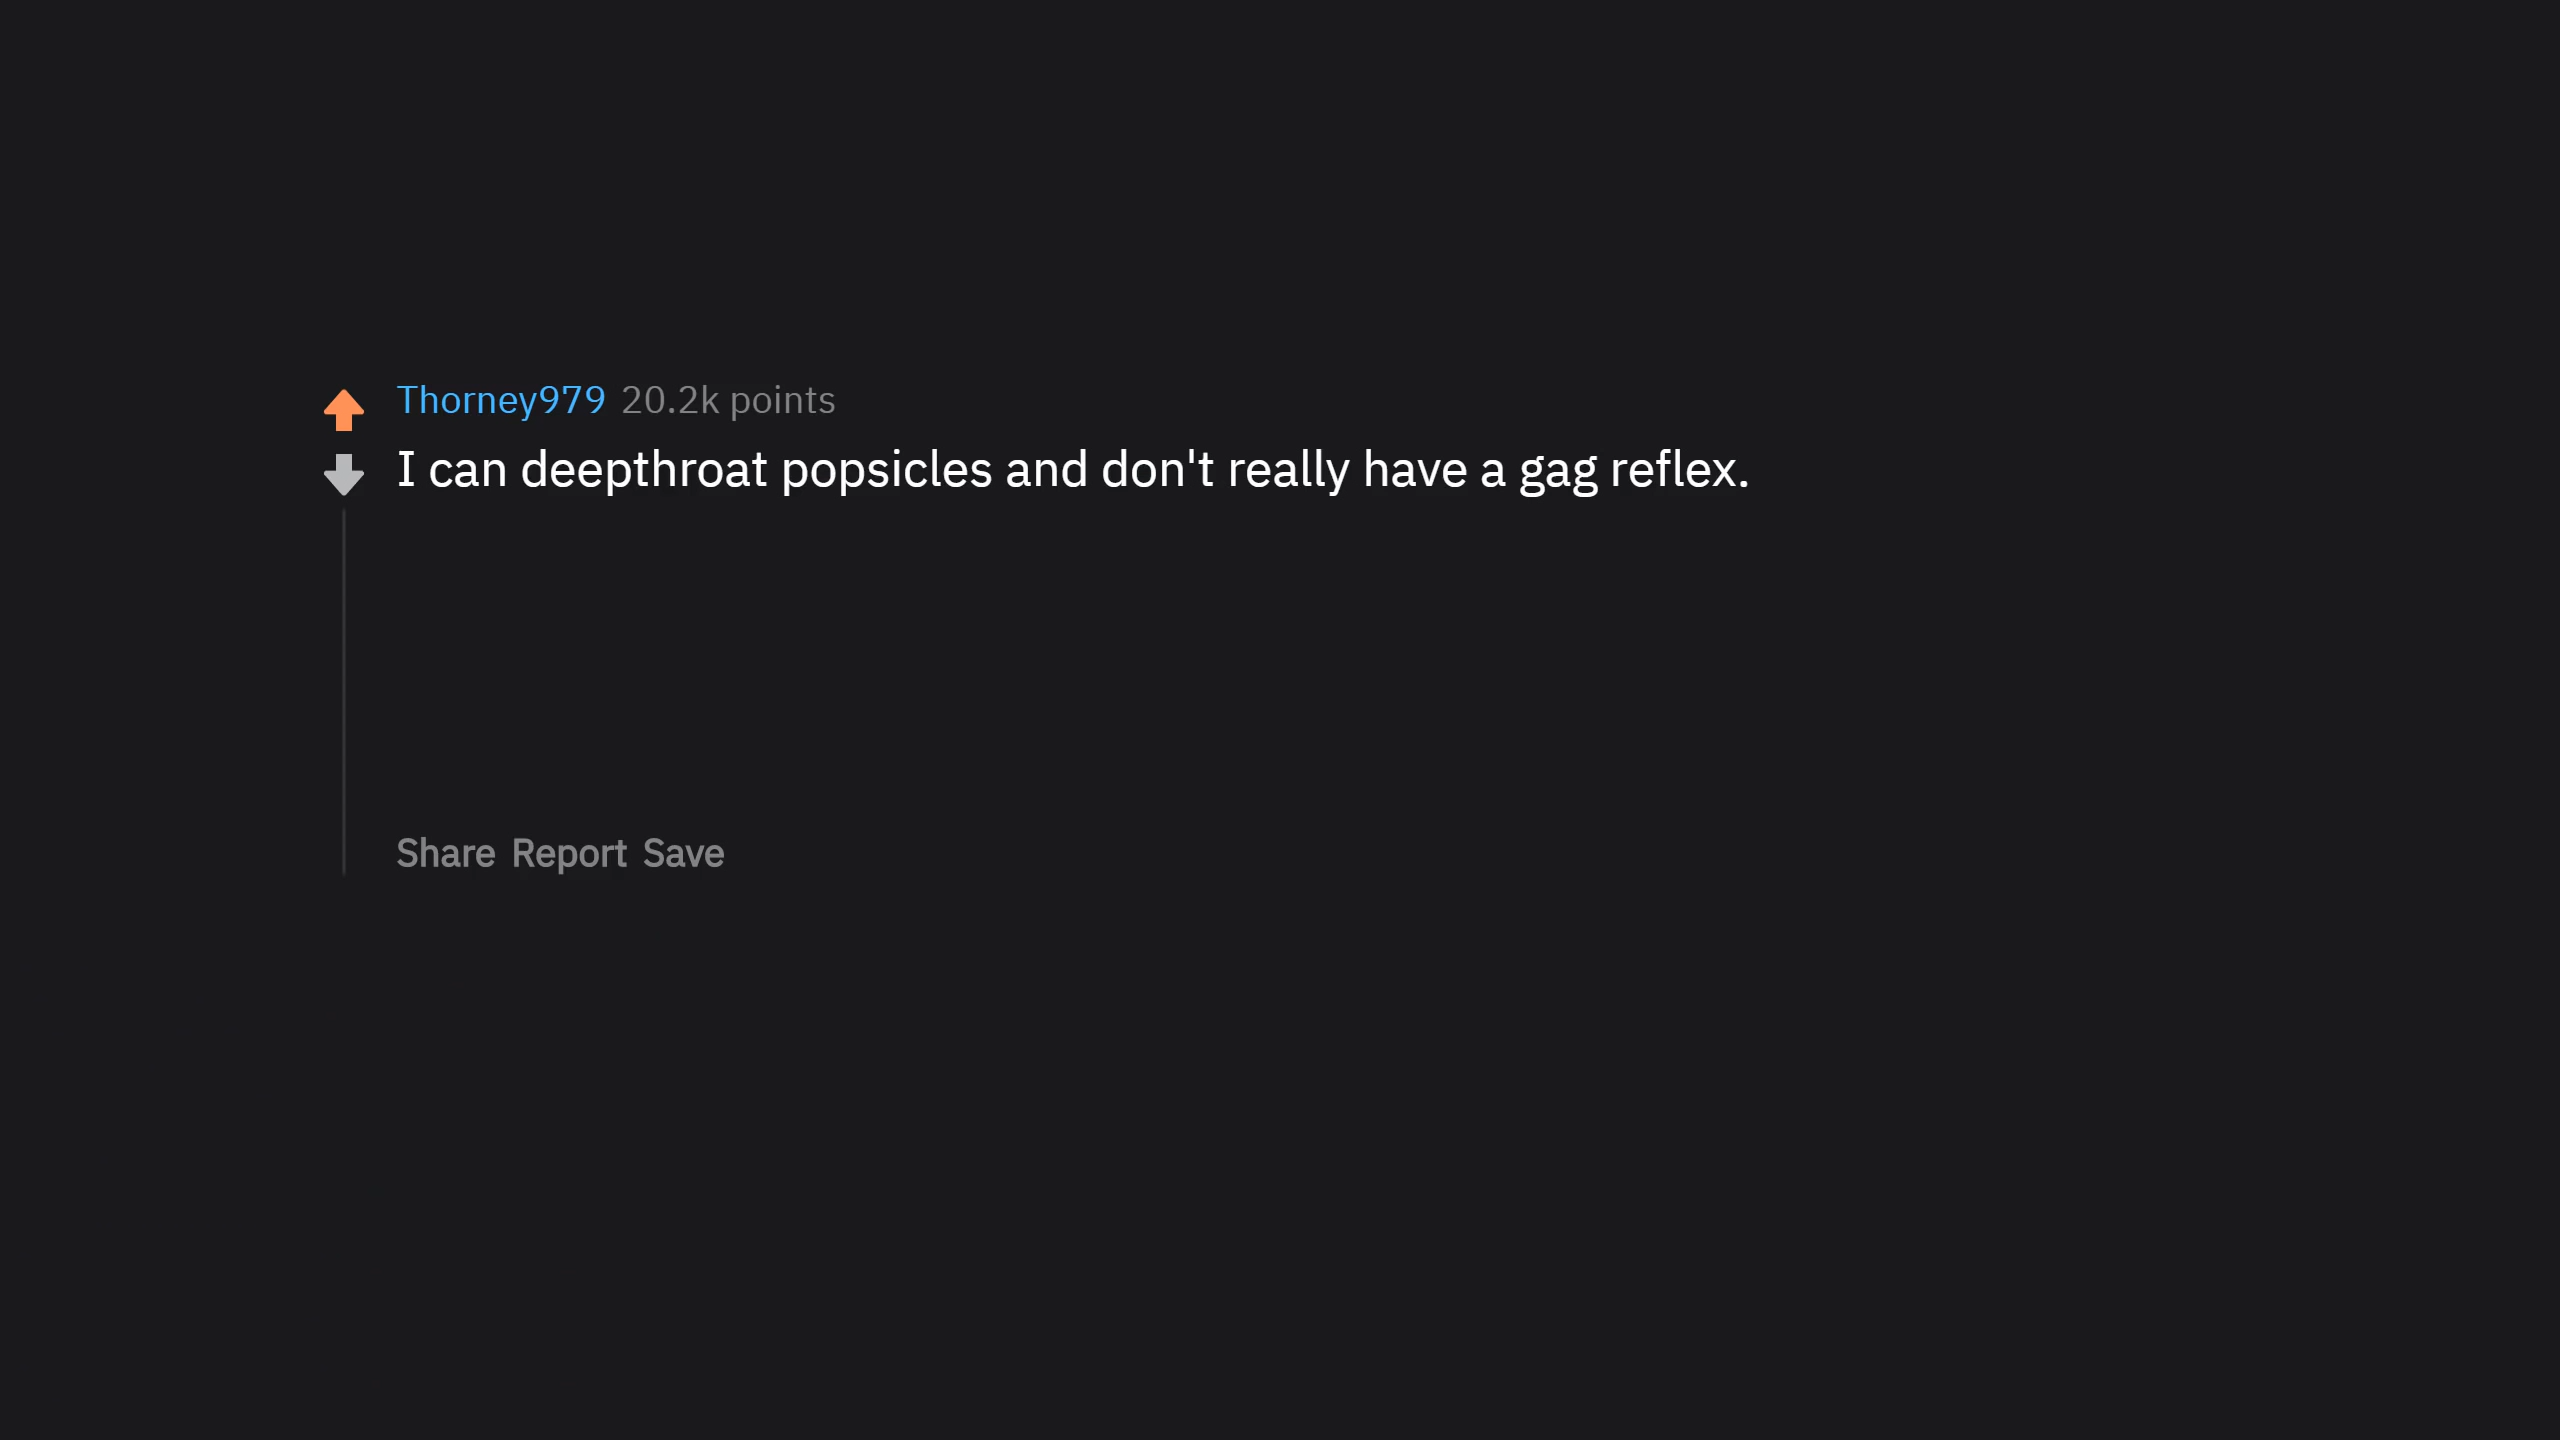 Thorney979 20.2k points
I can deepthroat popsicles and don't really have a gag reflex.
Share Report Save